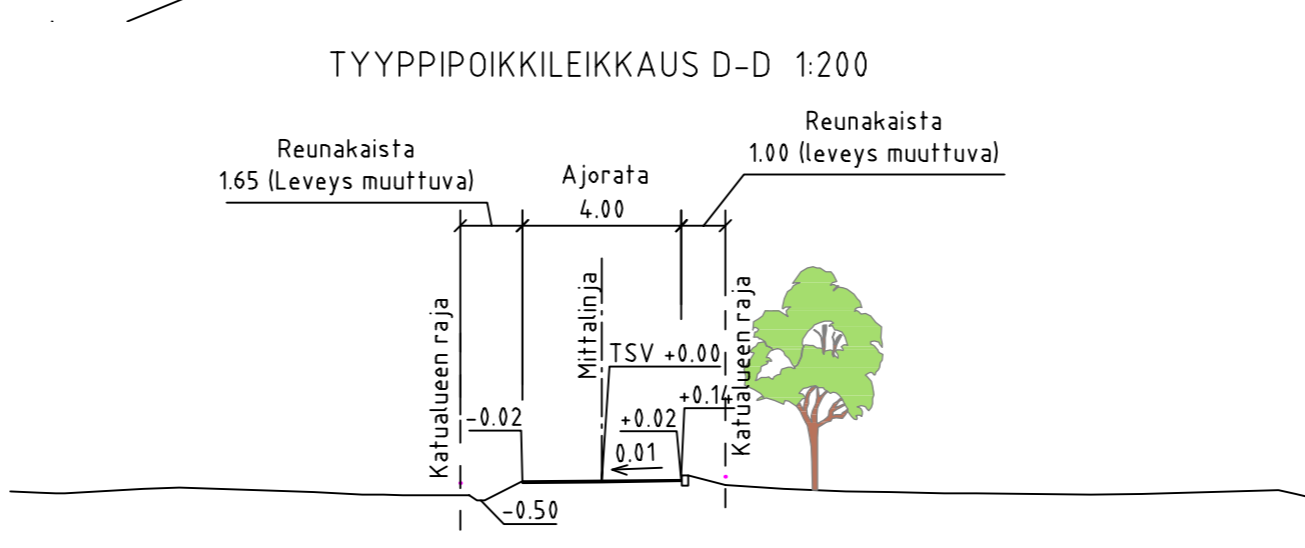 TYYPPIPOIKKILEIKKAUS D-D 1:200
Reunakaista
1.65 (Leveys muuttuva)
Ajorata
4.00
Reunakaista
1.00 (leveys muuttuva)
Katualueen raja
Mittalinja
Katualueen raja
TSV +0.00
+0.14
-0.02
+0.02
0.01
-0.50